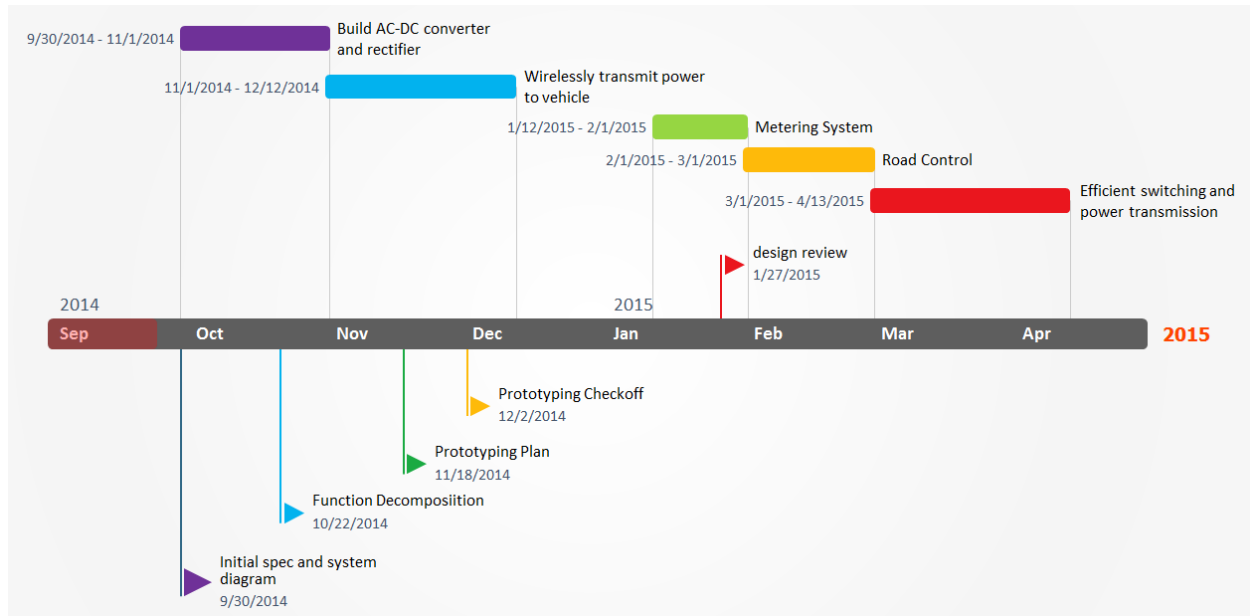 9/30/2014 - 11/1/2014
Build AC-DC converter
and rectifier
11/1/2014 - 12/12/2014
Wirelessly transmit power
to vehicle
1/12/2015 - 2/1/2015
Metering System
2/1/2015 - 3/1/2015
Road Control
3/1/2015 - 4/13/2015
Efficient switching and
power transmission
design review
1/27/2015
2014
2015
Sep Oct Nov Dec Jan Feb Mar Apr 2015
Prototyping Checkoff
12/2/2014
Prototyping Plan
11/18/2014
Function Decomposiition
10/22/2014
Initial spec and system
diagram
9/30/2014